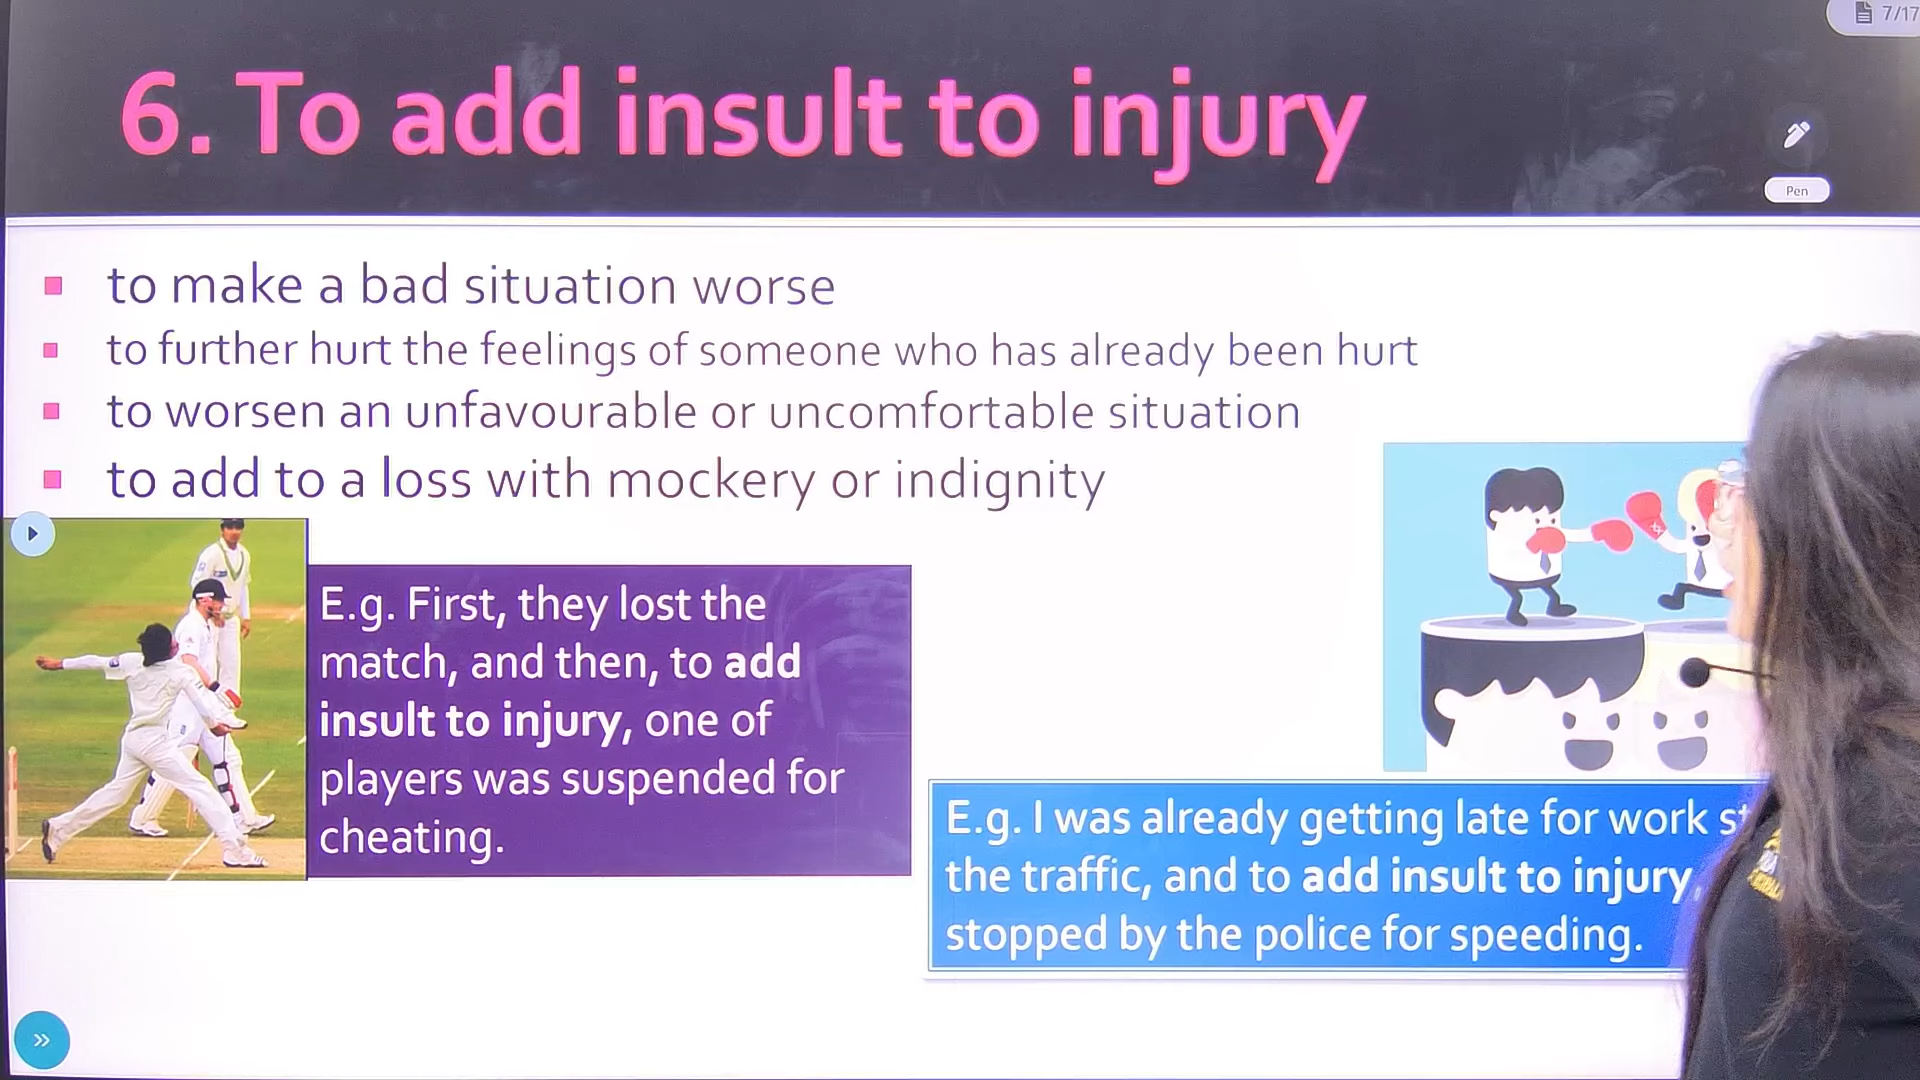 7/17
6. To add insult to injury
Pen
to make a bad situation worse
to further hurt the feelings of someone who has already been hurt
to worsen an unfavourable or uncomfortable situation
to add to a loss with mockery or indignity
E.g. First, they lost the
match, and then, to add
insult to injury, one of
players was suspended for
cheating.
E.g. I was already getting late for work
the traffic, and to add insult to injury,
stopped by the police for speeding.